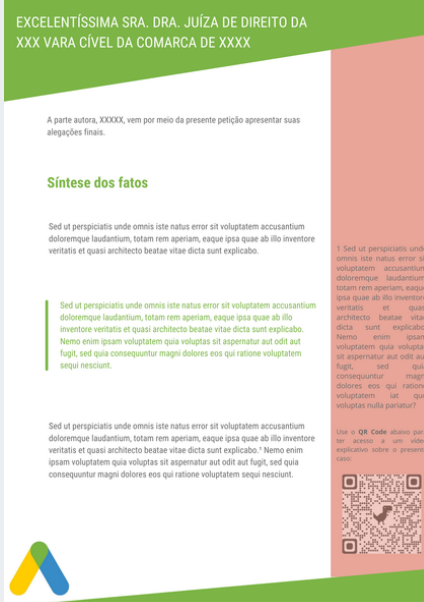 EXCELENTÍSSIMA SRA. DRA. JUÍZA DE DIREITO DA
XXX VARA CÍVEL DA COMARCA DE XXXX
A parte autora, XXXXX, vem por meio da presente petição apresentar suas
alegações finais.
Síntese dos fatos
Sed ut perspiciatis unde omnis iste natus error sit voluptatem accusantium
doloremque laudantium, totam rem aperiam, eaque ipsa quae ab illo inventore
veritatis et quasi architecto beatae vitae dicta sunt explicabo.
Sed ut perspiciatis unde omnis iste natus error sit voluptatem accusantium
doloremque laudantium, totam rem aperiam, eaque ipsa quae ab illo
inventore veritatis et quasi architecto beatae vitae dicta sunt explicabo.
Nemo enim ipsam voluptatem quia voluptas sit aspernatur aut odit aut
fugit, sed quia consequuntur magni dolores eos qui ratione voluptatem
sequi nesciunt.
Sed ut perspiciatis unde omnis iste natus error sit voluptatem accusantium
doloremque laudantium, totam rem aperiam, eaque ipsa quae ab illo inventore
veritatis et quasi architecto beatae vitae dicta sunt explicabo.¹ Nemo enim
ipsam voluptatem quia voluptas sit aspernatur aut odit aut fugit, sed quia
consequuntur magni dolores eos qui ratione voluptatem sequi nesciunt.
1 Sed ut perspiciatis unde
omnis iste natus error si
voluptatem accusantium
doloremque laudantium,
totam rem aperiam, eaque
ipsa quae ab illo inventore
veritatis et quas
architecto beatae vitae
dicta sunt explicabo
Nemo enim ipsam
voluptatem quia volupta
sit aspernatur aut odit au
fugit, sed quia
consequuntur magn
dolores eos qui ratione
voluptatem iat qui
voluptas nulla pariatur?
Use o QR Code abaixo par
ter acesso a um víde
explicativo sobre o present
caso: